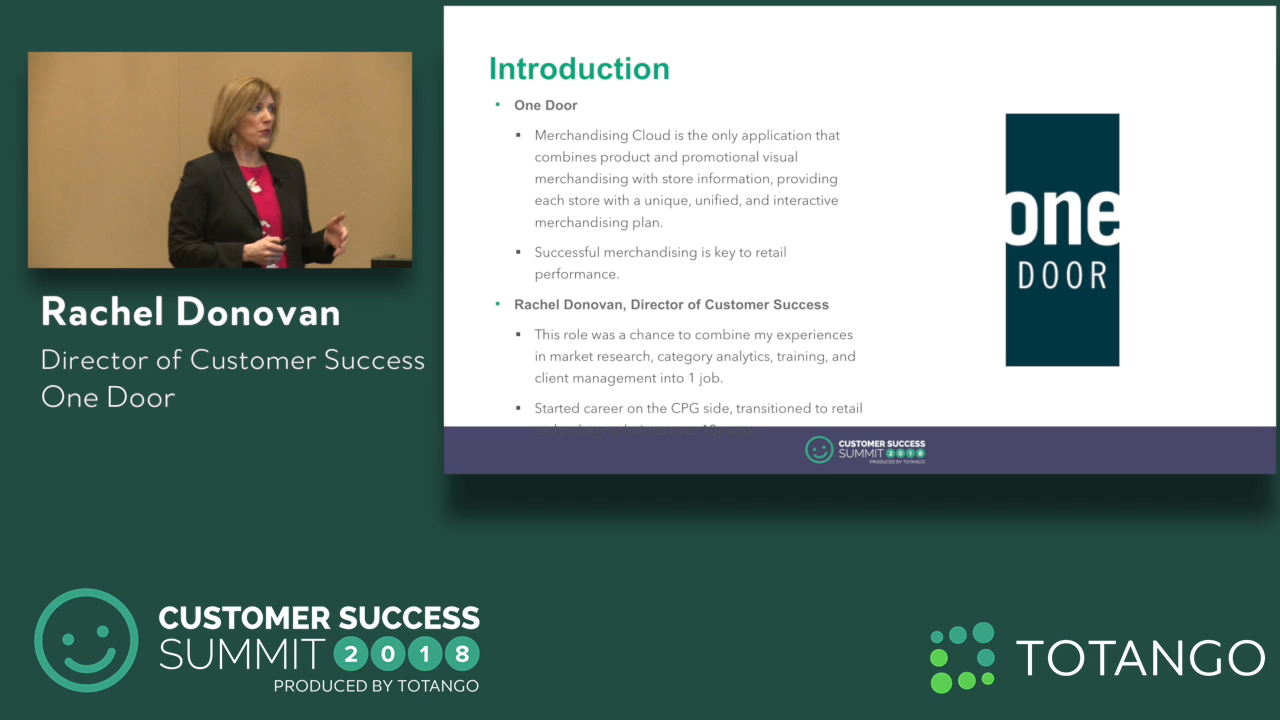 Rachel Donovan
Director of Customer Success
One Door
Introduction
• One Door
▪ Merchandising Cloud is the only application that
combines product and promotional visual
merchandising with store information, providing
each store with a unique, unified, and interactive
merchandising plan.
▪ Successful merchandising is key to retail
performance.
• Rachel Donovan, Director of Customer Success
▪ This role was a chance to combine my experiences
in market research, category analytics, training, and
client management into 1 job.
▪ Started career on the CPG side, transitioned to retail
one
DOOR
CUSTOMER SUCCESS
SUMMIT 2018
PRODUCED BY TOTANGO
CUSTOMER SUCCESS
SUMMIT 2018
PRODUCED BY TOTANGO
TOTANGO